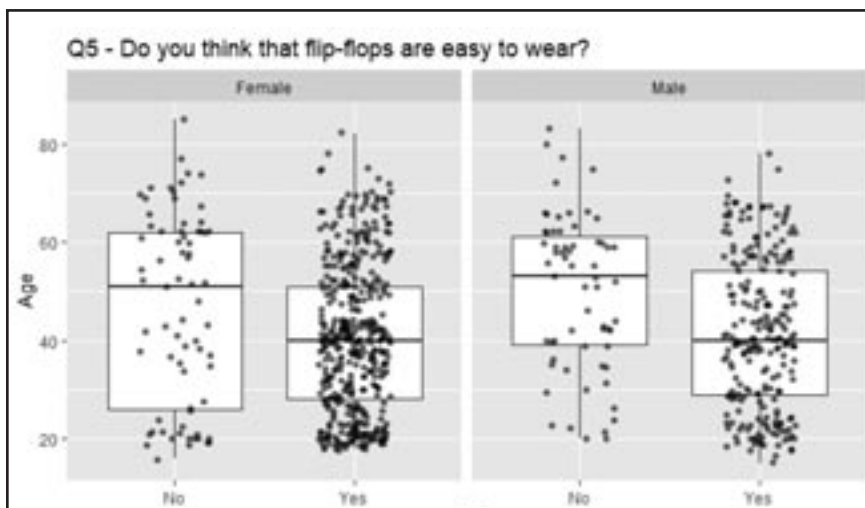 Q5 - Do you think that flip-flops are easy to wear?
Female
Male
Age
80
60
40
20
No
Yes
No
Yes